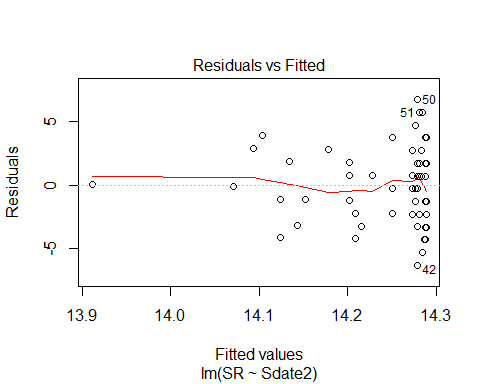 Residuals vs Fitted
Residuals
5
0
-5
50
51
42
13.9 14.0 14.1 14.2 14.3
Fitted values
lm(SR ~ Sdate2)